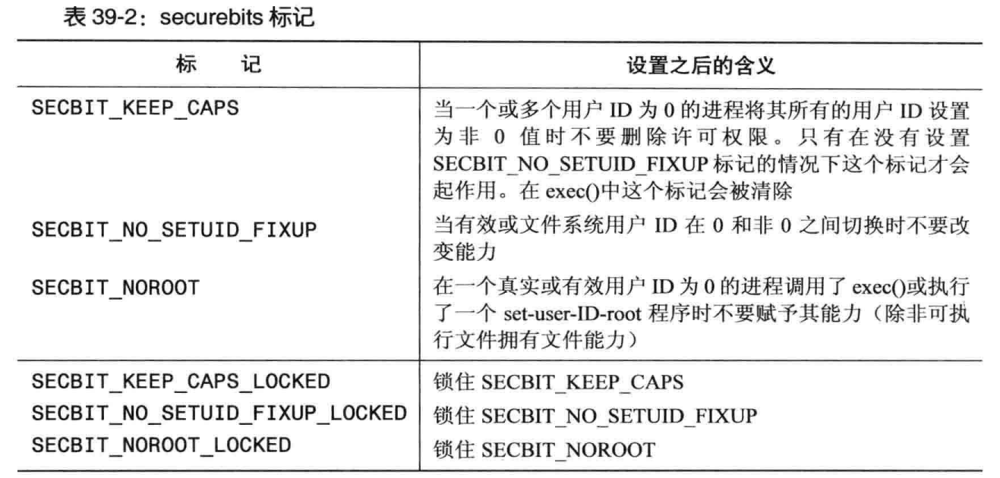 表 39-2：securebits 标记
标 记 设置之后的含义
SECBIT_KEEP_CAPS 当一个或多个用户 ID 为 0 的进程将其所有的用户 ID 设置
为非 0 值时不要删除许可权限。只有在没有设置
SECBIT_NO_SETUID_FIXUP 标记的情况下这个标记才会
起作用。在 exec()中这个标记会被清除
SECBIT_NO_SETUID_FIXUP 当有效或文件系统用户 ID 在 0 和非 0 之间切换时不要改
变能力
SECBIT_NOROOT 在一个真实或有效用户 ID 为 0 的进程调用了 exec()或执行
了一个 set-user-ID-root 程序时不要赋予其能力（除非可执
行文件拥有文件能力）
SECBIT_KEEP_CAPS_LOCKED 锁住 SECBIT_KEEP_CAPS
SECBIT_NO_SETUID_FIXUP_LOCKED 锁住 SECBIT_NO_SETUID_FIXUP
SECBIT_NOROOT_LOCKED 锁住 SECBIT_NOROOT